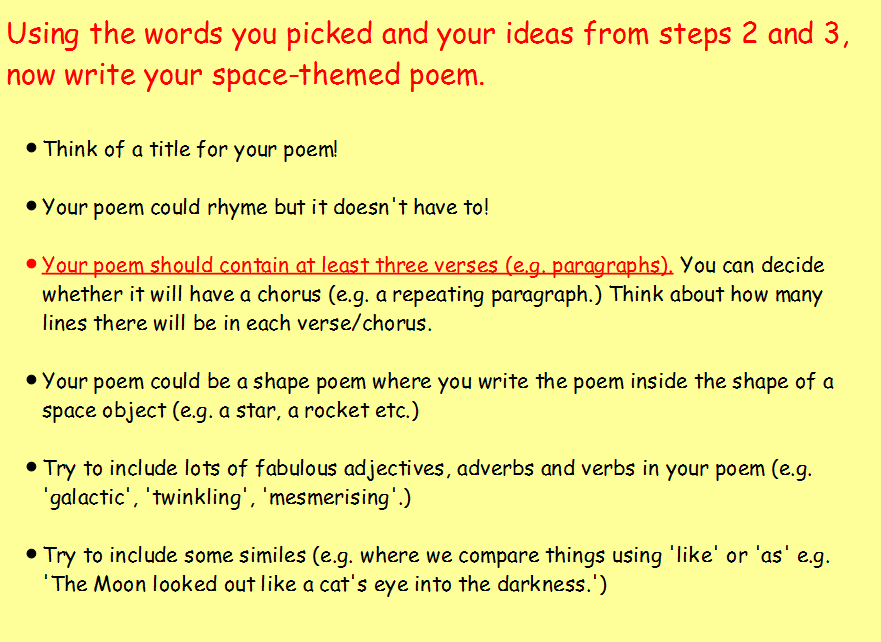 Using the words you picked and your ideas from steps 2 and 3,
now write your space-themed poem.
• Think of a title for your poem!
• Your poem could rhyme but it doesn't have to!
• Your poem should contain at least three verses (e.g. paragraphs). You can decide
whether it will have a chorus (e.g. a repeating paragraph.) Think about how many
lines there will be in each verse/chorus.
• Your poem could be a shape poem where you write the poem inside the shape of a
space object (e.g. a star, a rocket etc.)
• Try to include lots of fabulous adjectives, adverbs and verbs in your poem (e.g.
'galactic', 'twinkling', 'mesmerising'.)
• Try to include some similes (e.g. where we compare things using 'like' or 'as' e.g.
'The Moon looked out like a cat's eye into the darkness.')